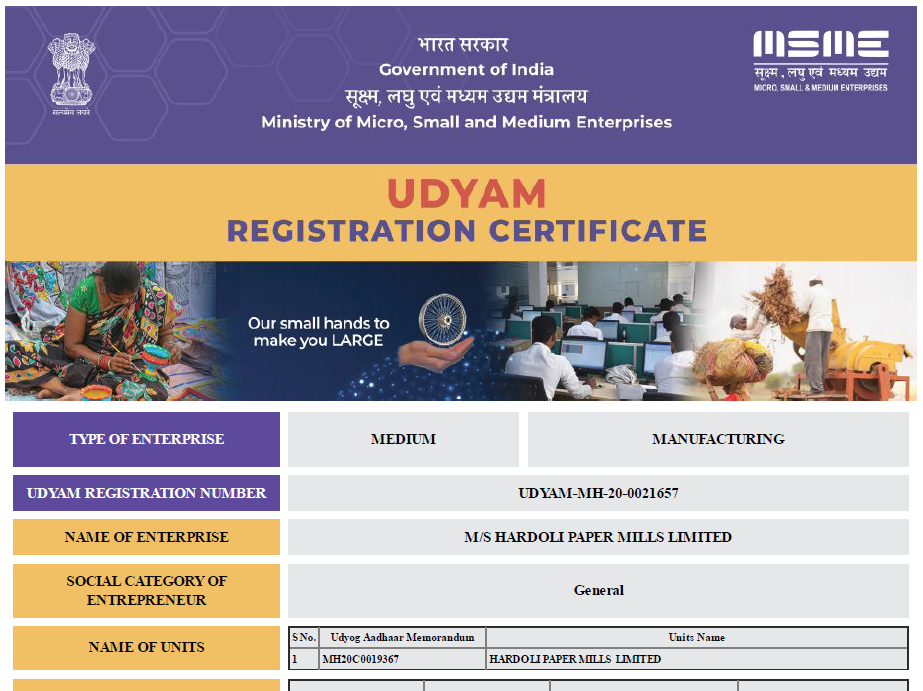 भारत सरकार
Government of India
सूक्ष्म, लघु एवं मध्यम उद्यम मंत्रालय
Ministry of Micro, Small and Medium Enterprises
सत्यमेव जयते
MSME
सूक्ष्म, लघु एवं मध्यम उद्यम
MICRO, SMALL & MEDIUM ENTERPRISES
UDYAM
REGISTRATION CERTIFICATE
Our small hands to
make you LARGE
TYPE OF ENTERPRISE MEDIUM MANUFACTURING
UDYAM REGISTRATION NUMBER UDYAM-MH-20-0021657
NAME OF ENTERPRISE M/S HARDOLI PAPER MILLS LIMITED
SOCIAL CATEGORY OF
ENTREPRENEUR General
NAME OF UNITS
S No. Udyog Aadhaar Memorandum Units Name
1 MH20C0019367 HARDOLI PAPER MILLS LIMITED